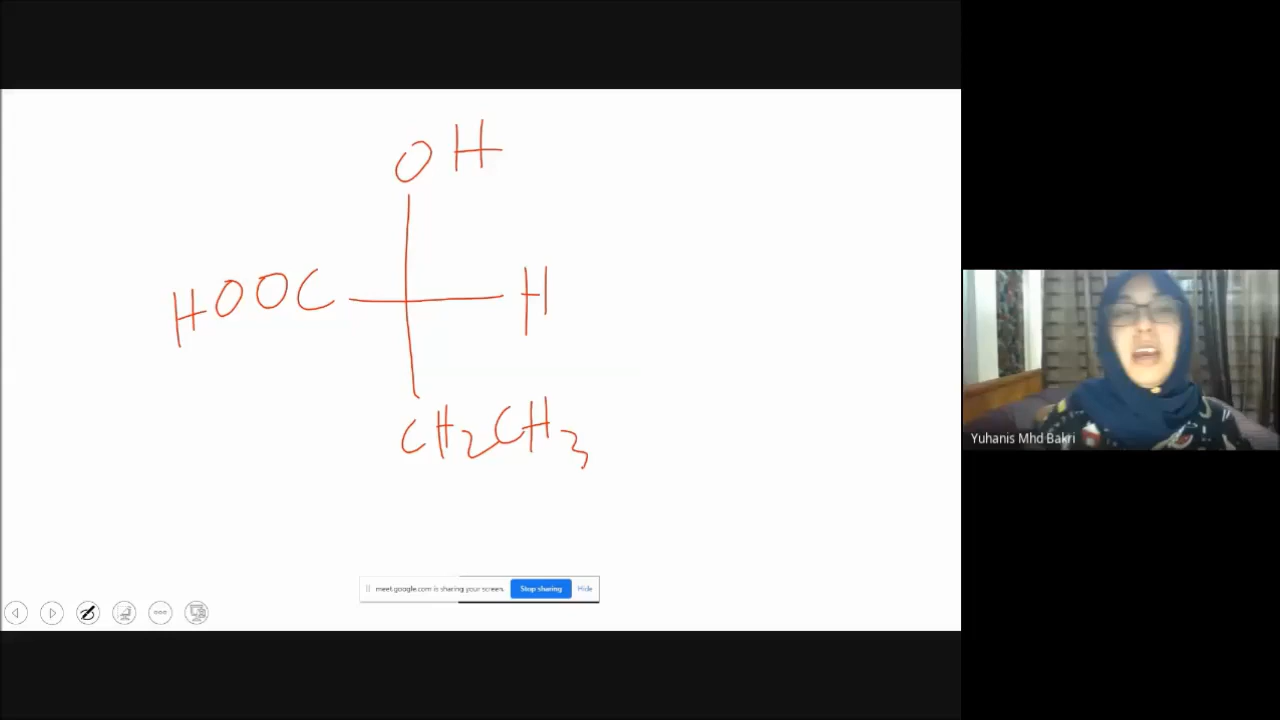 OH
HOOC H
CH2CH3
meet.google.com is sharing your screen. Stop sharing Hide
Yuhanis Mhd Bakri